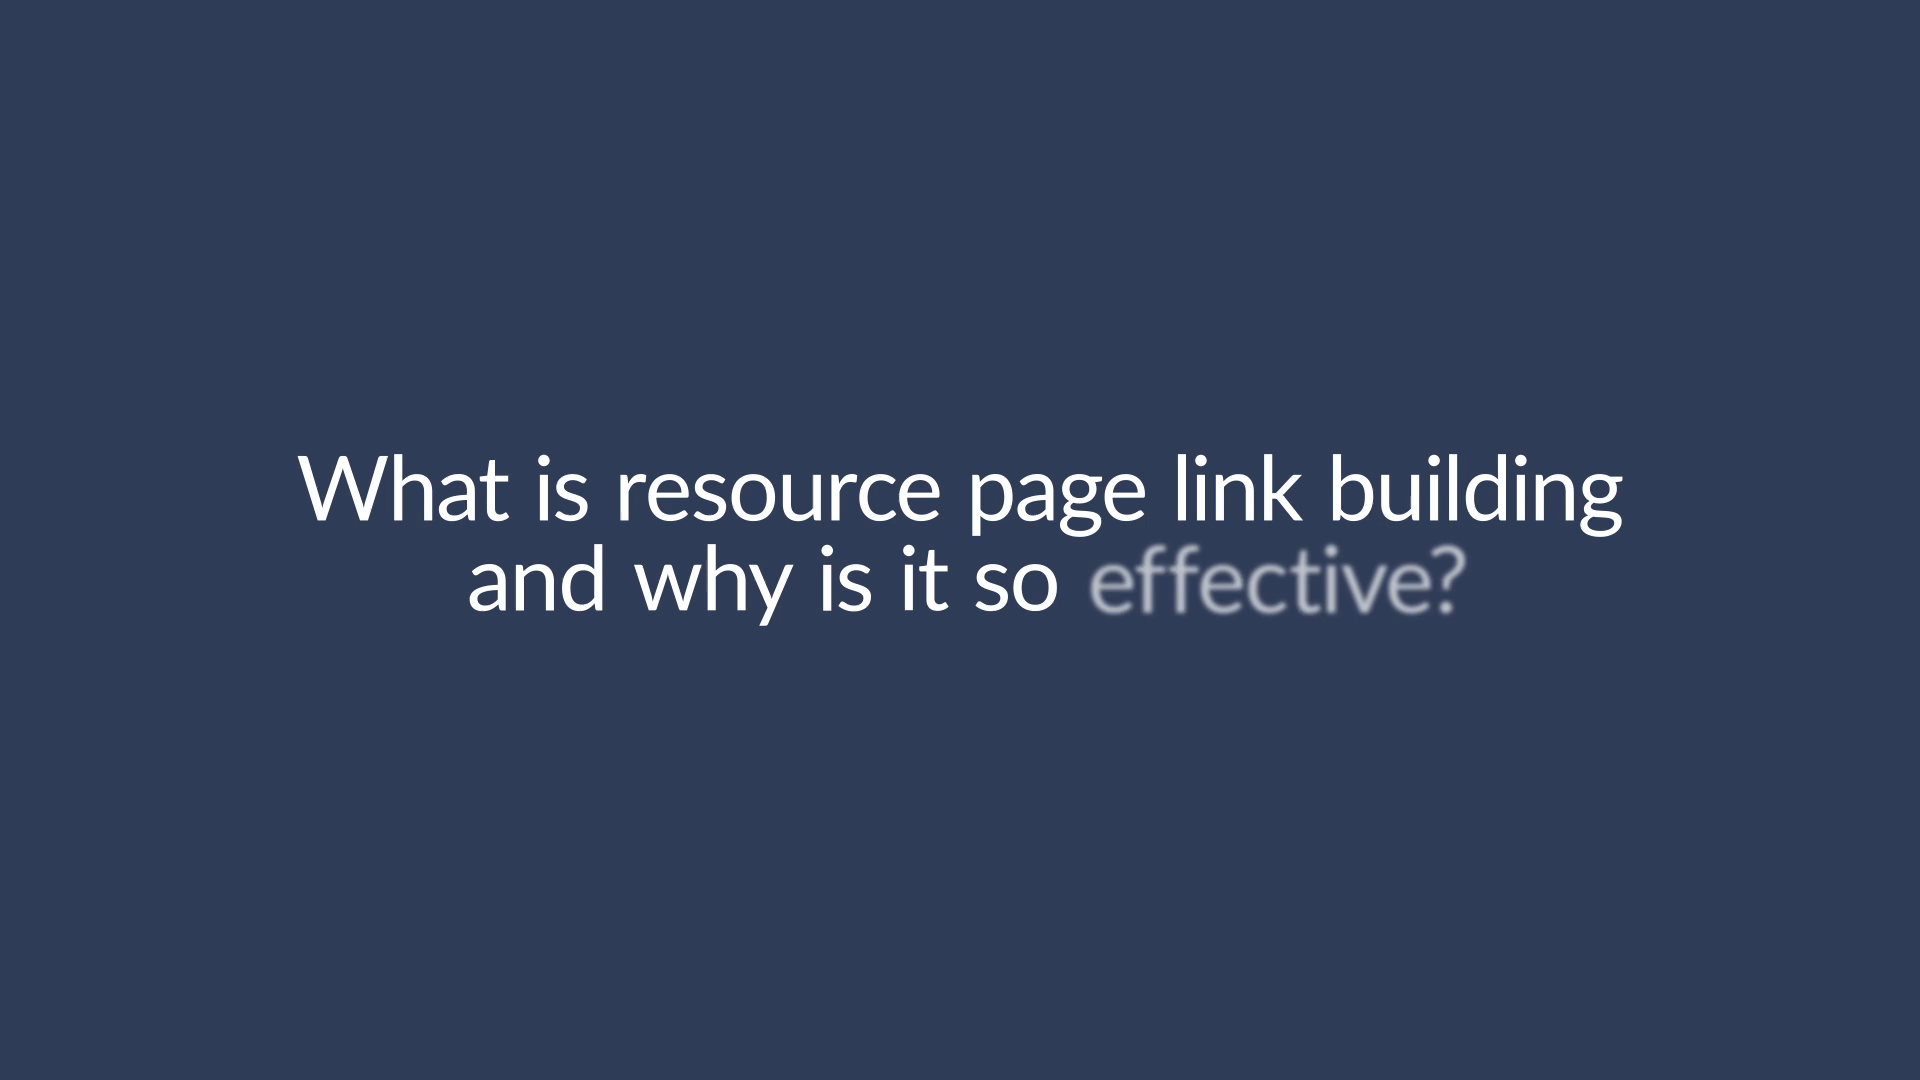 What is resource page link building
and why is it so effective?